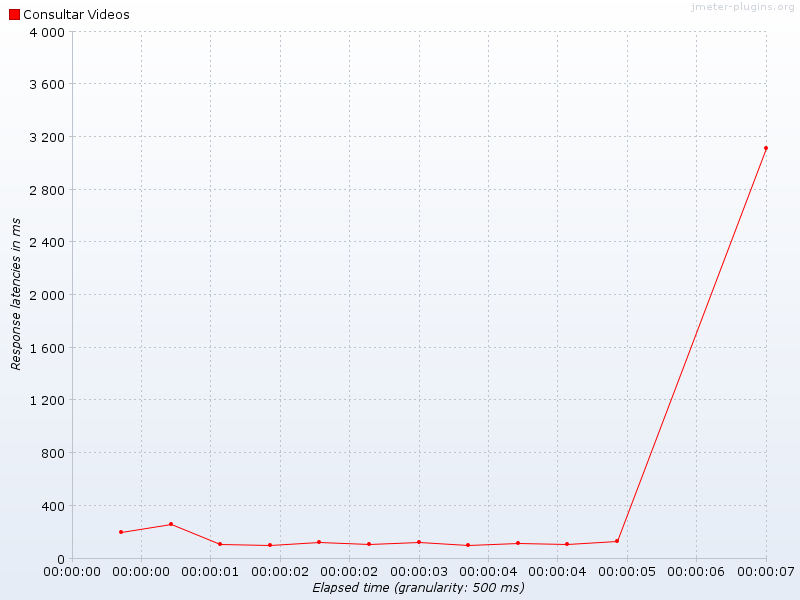 jmeter-plugins.org
Consultar Videos
4 000
3 600
3 200
2 800
2 400
2 000
1 600
1 200
800
400
0
Response latencies in ms
00:00:00 00:00:00 00:00:01 00:00:02 00:00:02 00:00:03 00:00:04 00:00:04 00:00:05 00:00:06 00:00:07
Elapsed time (granularity: 500 ms)